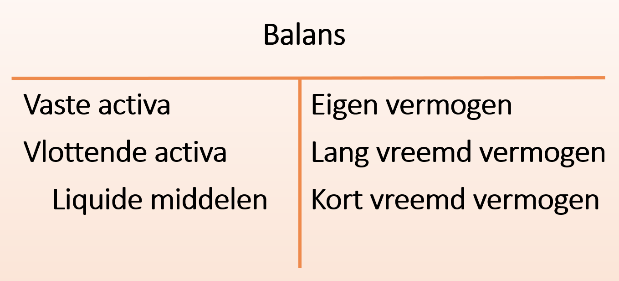 Balans
Vaste activa
Vlottende activa
Liquide middelen
Eigen vermogen
Lang vreemd vermogen
Kort vreemd vermogen